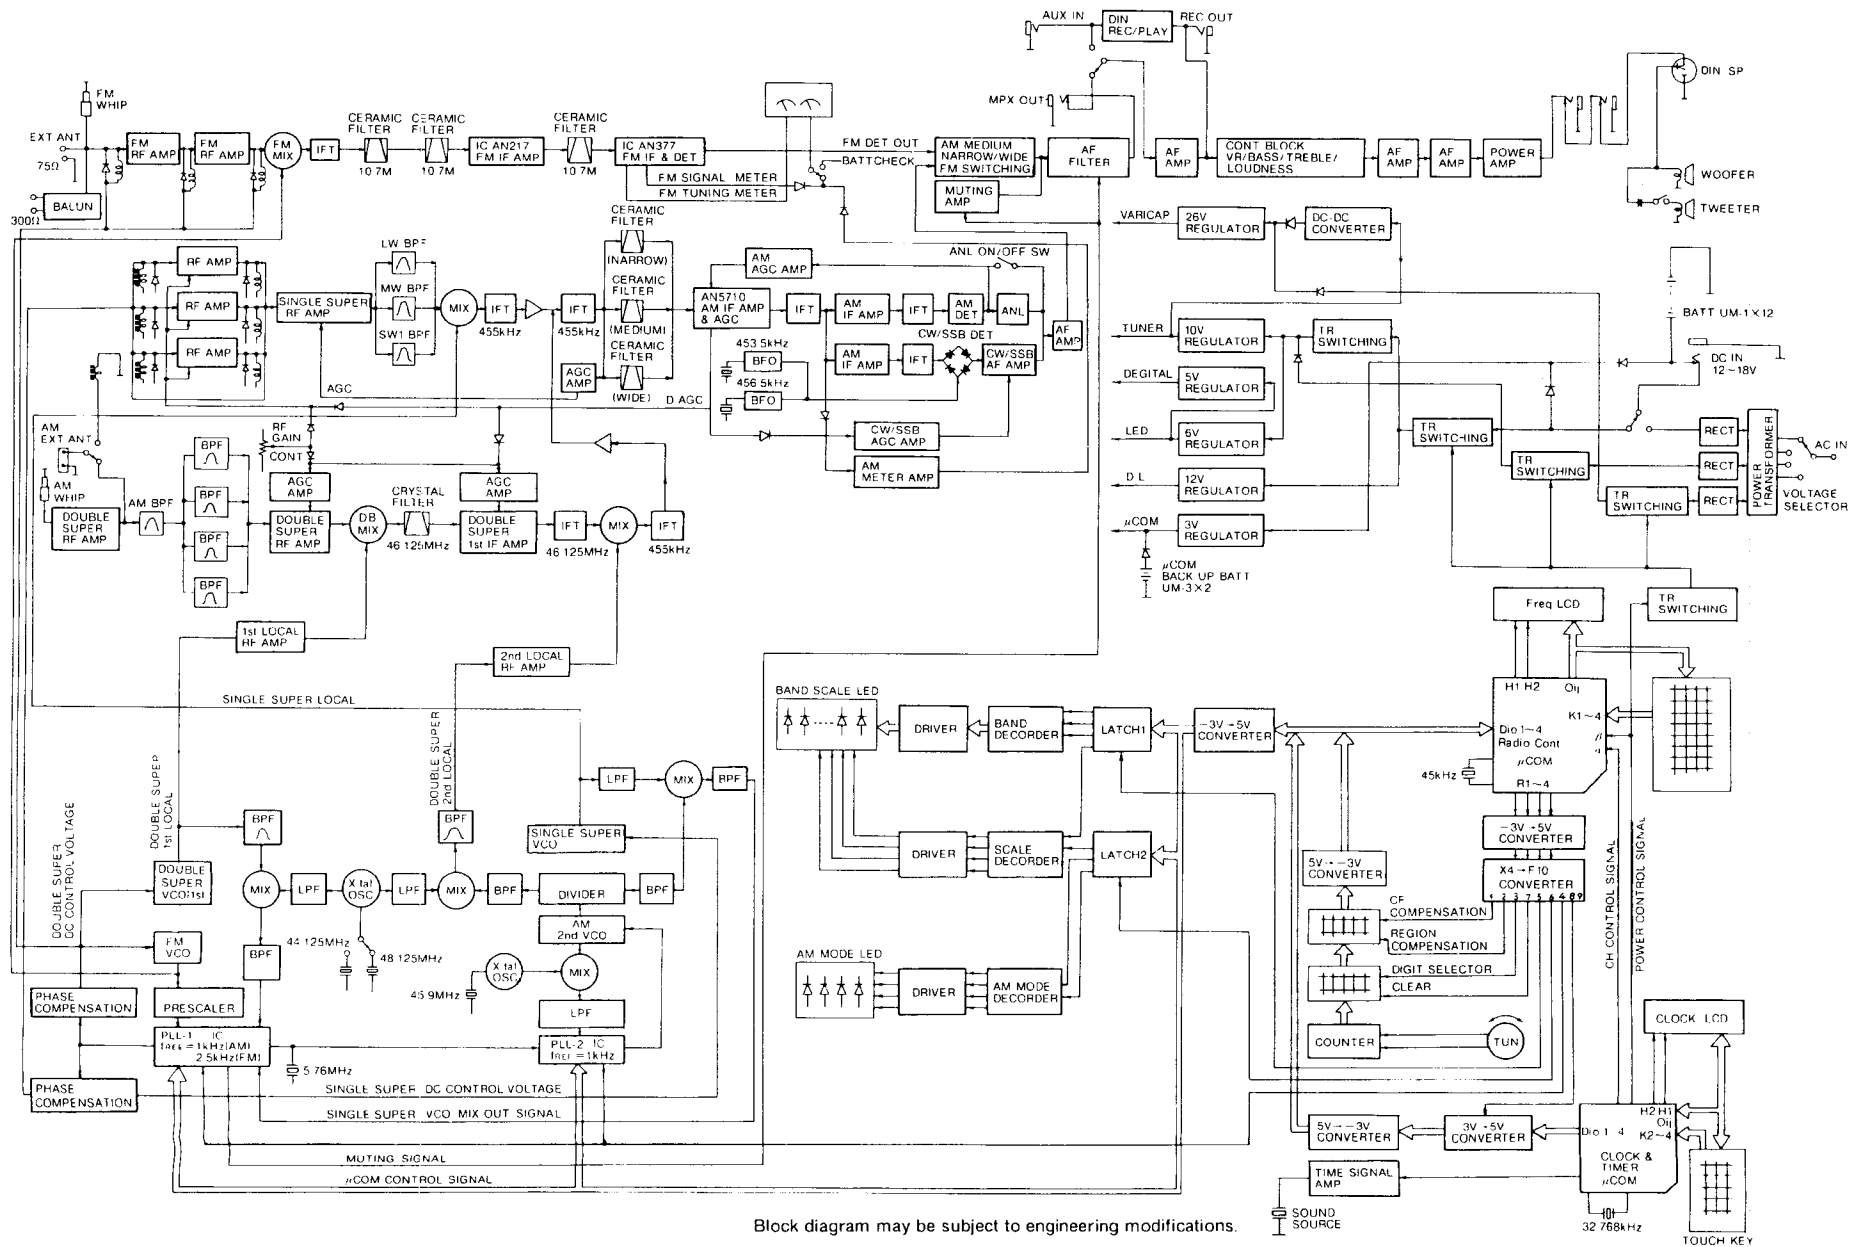 AUX IN
DIN
REC/PLAY
REC OUT
DIN SP
FM
WHIP
MPX OUT
EXT ANT
75Ω
300Ω
BALUN
FM
RF AMP
FM
RF AMP
FM
MIX
IFT
CERAMIC
FILTER
10 7M
CERAMIC
FILTER
10 7M
IC AN217
FM IF AMP
CERAMIC
FILTER
10 7M
IC AN377
FM IF & DET
FM SIGNAL METER
FM TUNING METER
FM DET OUT
BATT CHECK
AM MEDIUM
NARROW/WIDE
FM SWITCHING
MUTING
AMP
AF
FILTER
AF
AMP
CONT BLOCK
VR/BASS/TREBLE/
LOUDNESS
AF
AMP
AF
AMP
POWER
AMP
WOOFER
TWEETER
RF AMP
RF AMP
RF AMP
SINGLE SUPER
RF AMP
LW BPF
MW BPF
SW1 BPF
MIX
IFT
455kHz
IFT
455kHz
CERAMIC
FILTER
(NARROW)
CERAMIC
FILTER
(MEDIUM)
CERAMIC
FILTER
(WIDE)
AGC
AMP
AGC
D AGC
AM
AGC AMP
ANL ON/OFF SW
AN5710
AM IF AMP
& AGC
IFT
AM
IF AMP
IFT
AM
DET
ANL
AF
AMP
CW/SSB DET
453 5kHz
BFO
456 5kHz
BFO
AM
IF AMP
IFT
CW/SSB
AF AMP
CW/SSB
AGC AMP
AM
METER AMP
VARICAP
26V
REGULATOR
DC-DC
CONVERTER
TUNER
10V
REGULATOR
TR
SWITCHING
DEGITAL
5V
REGULATOR
LED
6V
REGULATOR
D L
12V
REGULATOR
μCOM
3V
REGULATOR
μCOM
BACK UP BATT
UM-3×2
BATT UM-1×12
DC IN
12~18V
TR
SWITCHING
TR
SWITCHING
TR
SWITCHING
RECT
RECT
RECT
POWER
TRANSFORMER
AC IN
VOLTAGE
SELECTOR
TR
SWITCHING
AM
EXT ANT
AM
WHIP
RF
GAIN
CONT
DOUBLE
SUPER
RF AMP
AM BPF
BPF
BPF
BPF
BPF
AGC
AMP
DOUBLE
SUPER
RF AMP
DB
MIX
CRYSTAL
FILTER
46 125MHz
AGC
AMP
DOUBLE
SUPER
1st IF AMP
IFT
46 125MHz
MIX
IFT
455kHz
1st LOCAL
RF AMP
2nd LOCAL
RF AMP
SINGLE SUPER LOCAL
DOUBLE SUPER
DC CONTROL VOLTAGE
DOUBLE SUPER
1st LOCAL
DOUBLE SUPER
2nd LOCAL
LPF
MIX
BPF
SINGLE SUPER
VCO
BPF
BPF
DOUBLE
SUPER
VCO(1st
MIX
LPF
X tal
OSC
LPF
MIX
BPF
DIVIDER
BPF
AM
2nd VCO
FM
VCO
BPF
44 125MHz
48 125MHz
45 9MHz
X tal
OSC
MIX
LPF
PHASE
COMPENSATION
PRESCALER
PLL-1 IC
fREF = 1kHz(AM)
2 5kHz(FM)
5 76MHz
PLL-2 IC
fREF = 1kHz
PHASE
COMPENSATION
SINGLE SUPER DC CONTROL VOLTAGE
SINGLE SUPER VCO MIX OUT SIGNAL
MUTING SIGNAL
μCOM CONTROL SIGNAL
BAND SCALE LED
DRIVER
BAND
DECORDER
LATCH1
−3V→5V
CONVERTER
DRIVER
SCALE
DECORDER
LATCH2
AM MODE LED
DRIVER
AM MODE
DECORDER
Freq LCD
H1 H2
Oij
K1~4
Dio 1~4
Radio Cont
μCOM
R1~4
45kHz
−3V→5V
CONVERTER
X4→F10
CONVERTER
5V→−3V
CONVERTER
CF
COMPENSATION
REGION
COMPENSATION
DIGIT SELECTOR
CLEAR
COUNTER
TUN
CH CONTROL SIGNAL
POWER CONTROL SIGNAL
CLOCK LCD
H2 H1
Oij
K2~4
Dio 1 4
CLOCK &
TIMER
μCOM
5V→−3V
CONVERTER
3V→5V
CONVERTER
TIME SIGNAL
AMP
SOUND
SOURCE
32 768kHz
TOUCH KEY
Block diagram may be subject to engineering modifications.